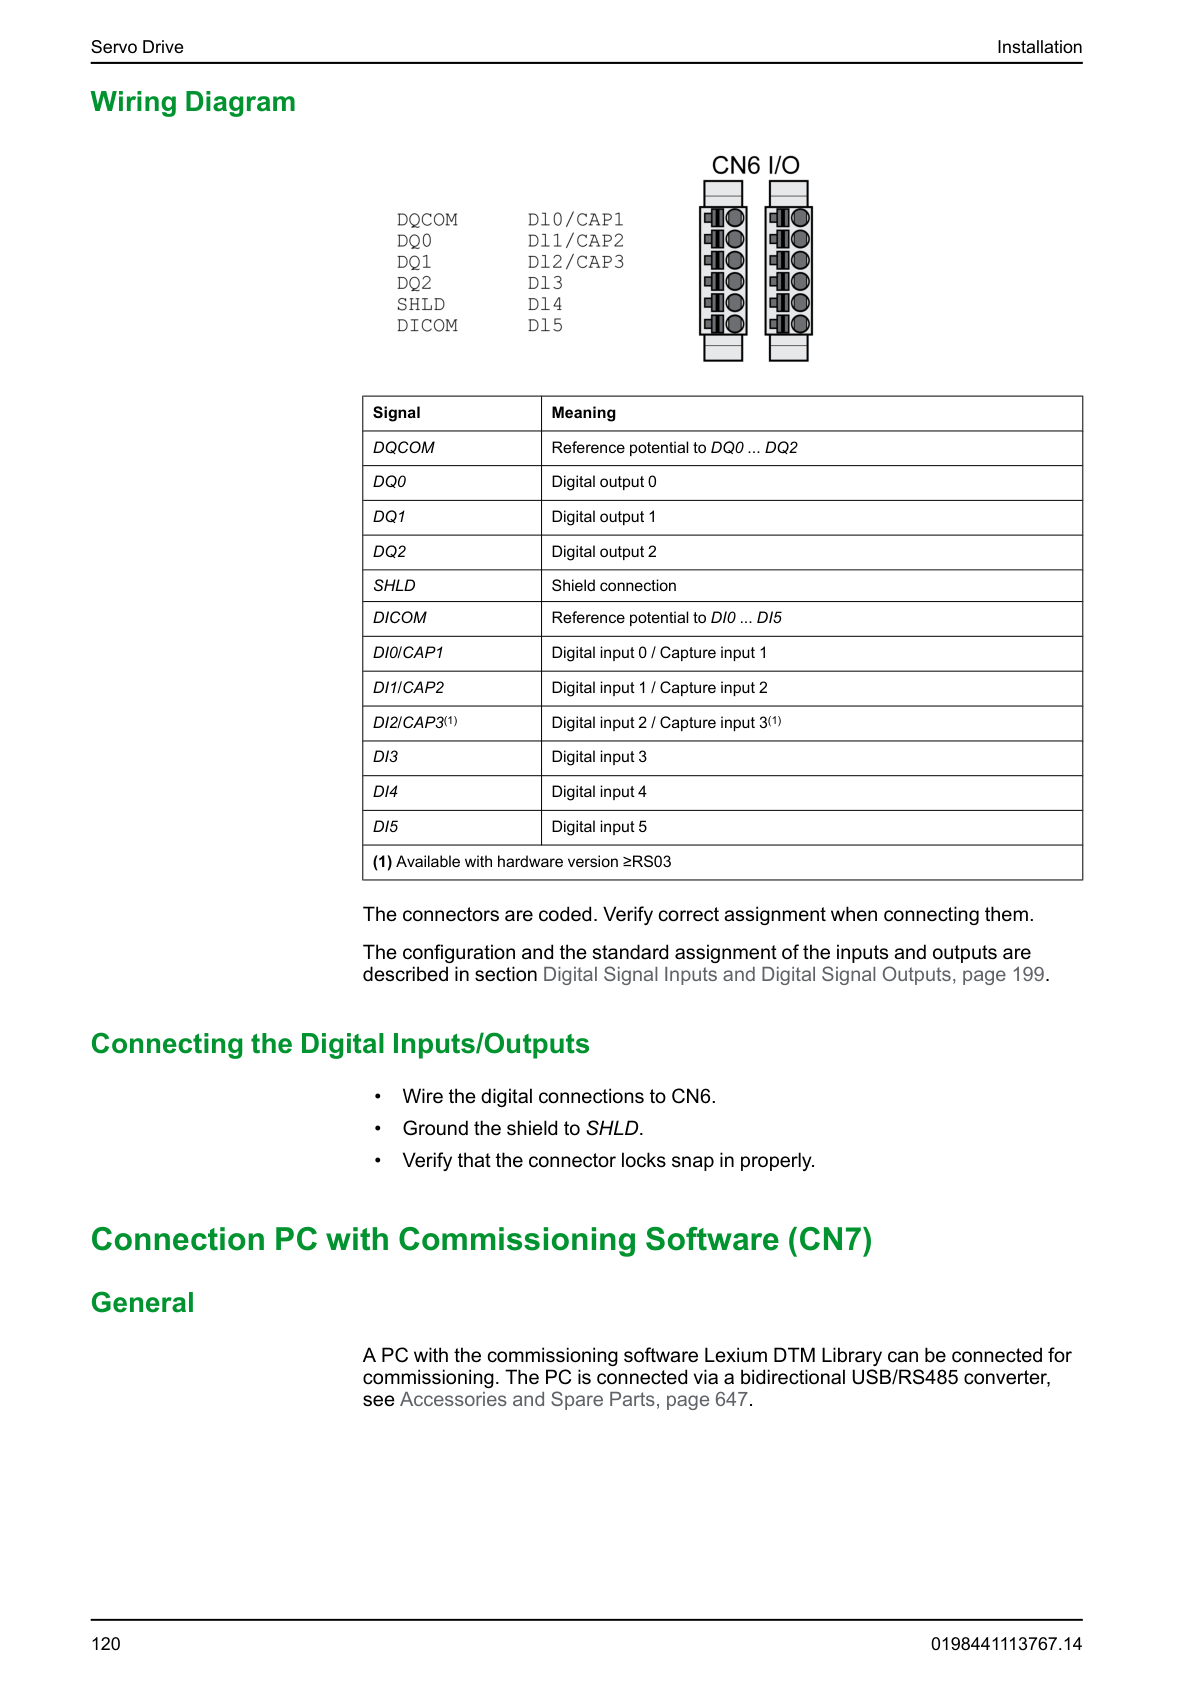 Servo Drive Installation
Wiring Diagram
CN6 I/O
DQCOM Dl0/CAP1
DQ0 Dl1/CAP2
DQ1 Dl2/CAP3
DQ2 Dl3
SHLD Dl4
DICOM Dl5
Signal Meaning
DQCOM Reference potential to DQ0 ... DQ2
DQ0 Digital output 0
DQ1 Digital output 1
DQ2 Digital output 2
SHLD Shield connection
DICOM Reference potential to DI0 ... DI5
DI0/CAP1 Digital input 0 / Capture input 1
DI1/CAP2 Digital input 1 / Capture input 2
DI2/CAP3(1) Digital input 2 / Capture input 3(1)
DI3 Digital input 3
DI4 Digital input 4
DI5 Digital input 5
(1) Available with hardware version ≥RS03
The connectors are coded. Verify correct assignment when connecting them.
The configuration and the standard assignment of the inputs and outputs are
described in section Digital Signal Inputs and Digital Signal Outputs, page 199.
Connecting the Digital Inputs/Outputs
• Wire the digital connections to CN6.
• Ground the shield to SHLD.
• Verify that the connector locks snap in properly.
Connection PC with Commissioning Software (CN7)
General
A PC with the commissioning software Lexium DTM Library can be connected for
commissioning. The PC is connected via a bidirectional USB/RS485 converter,
see Accessories and Spare Parts, page 647.
120 0198441113767.14